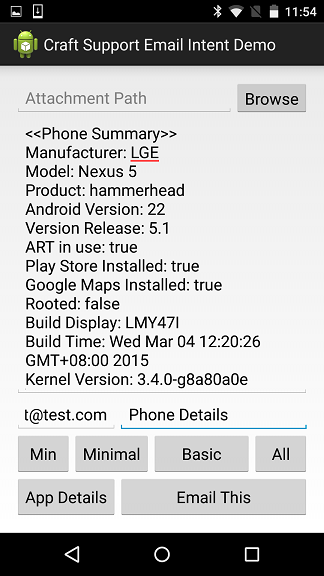 11:54
Craft Support Email Intent Demo
Attachment Path Browse
<<Phone Summary>>
Manufacturer: LGE
Model: Nexus 5
Product: hammerhead
Android Version: 22
Version Release: 5.1
ART in use: true
Play Store Installed: true
Google Maps Installed: true
Rooted: false
Build Display: LMY47I
Build Time: Wed Mar 04 12:20:26
GMT+08:00 2015
Kernel Version: 3.4.0-g8a80a0e
t@test.com Phone Details
Min Minimal Basic All
App Details Email This